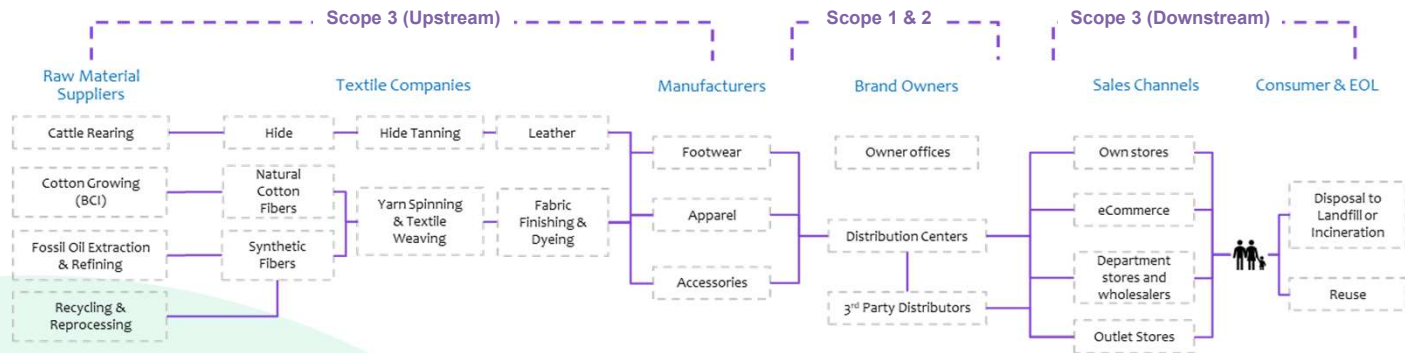 Scope 3 (Upstream)
Scope 1 & 2
Scope 3 (Downstream)
Raw Material
Suppliers
Textile Companies
Manufacturers
Brand Owners
Sales Channels
Consumer & EOL
Cattle Rearing
Hide
Hide Tanning
Leather
Cotton Growing
(BCI)
Natural
Cotton
Fibers
Fossil Oil Extraction
& Refining
Synthetic
Fibers
Recycling &
Reprocessing
Yarn Spinning
& Textile
Weaving
Fabric
Finishing &
Dyeing
Footwear
Apparel
Accessories
Owner offices
Distribution Centers
3rd Party Distributors
Own stores
eCommerce
Department
stores and
wholesalers
Outlet Stores
Disposal to
Landfill or
Incineration
Reuse